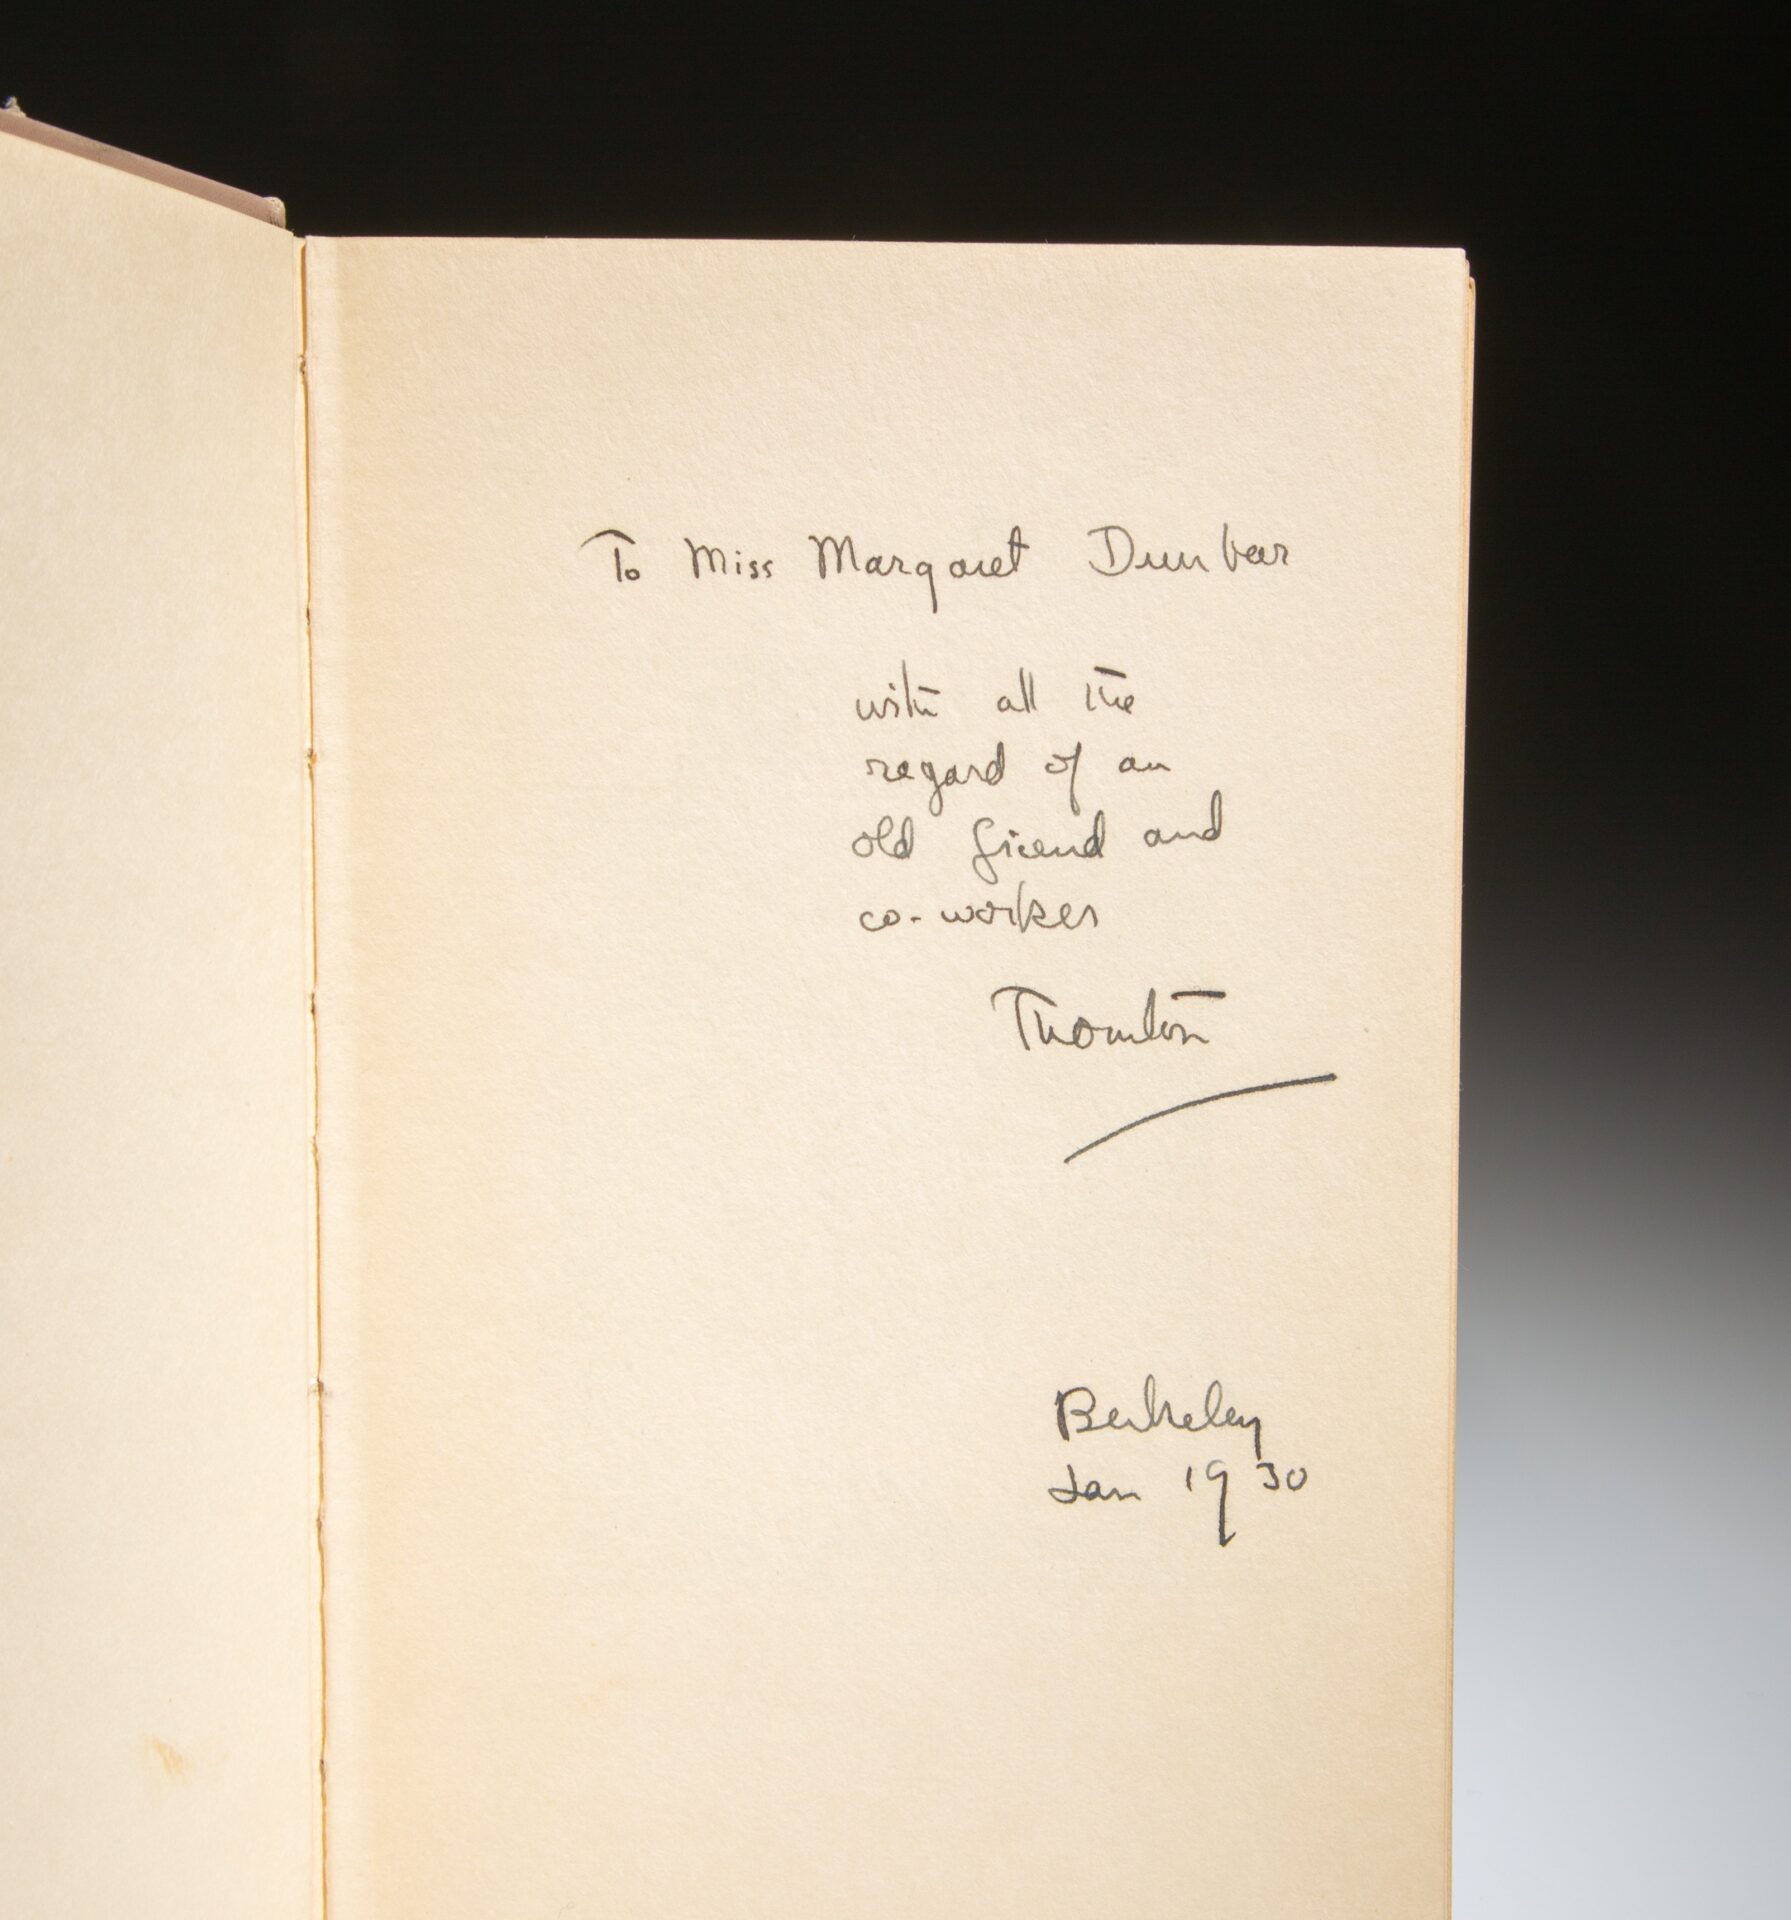 To Miss Margaret Dunbar
with all the
regard of an
old friend and
co-worker
Thornton
Berkeley
Jan 1930